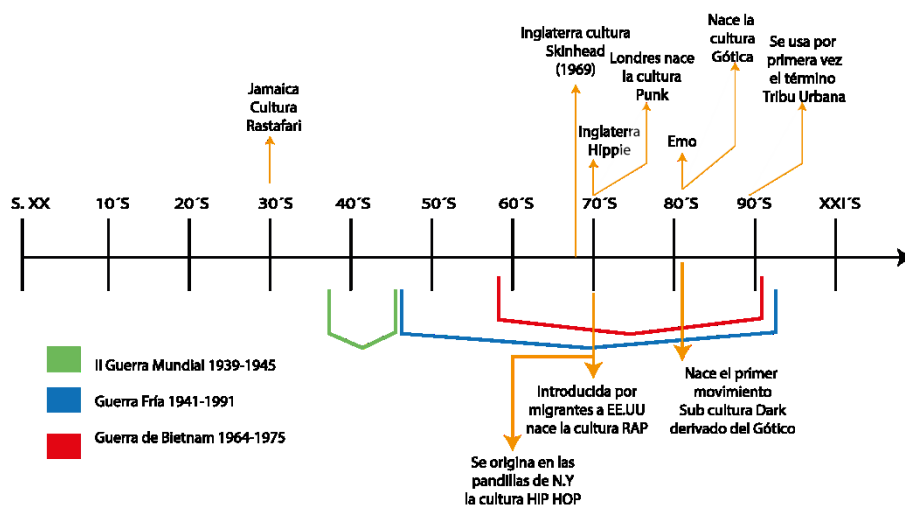 Jamaica
Cultura
Rastafari
Inglaterra cultura
Skinhead
(1969)
Londres nace
la cultura
Punk
Inglaterra
Hippie
Nace la
cultura
Gótica
Emo
Se usa por
primera vez
el término
Tribu Urbana
S. XX 10´S 20´S 30´S 40´S 50´S 60´S 70´S 80´S 90´S XXI´S
II Guerra Mundial 1939-1945
Guerra Fría 1941-1991
Guerra de Bietnam 1964-1975
Introducida por
migrantes a EE.UU
nace la cultura RAP
Nace el primer
movimiento
Sub cultura Dark
derivado del Gótico
Se origina en las
pandillas de N.Y
la cultura HIP HOP